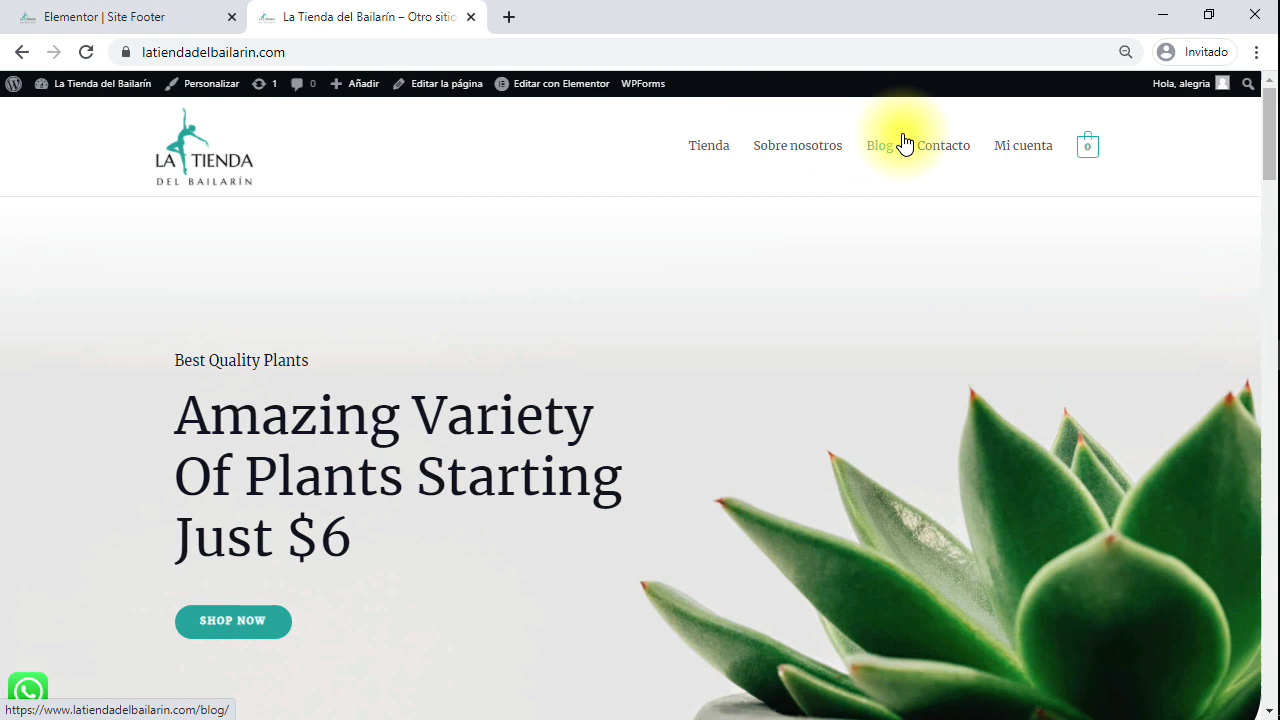 Elementor | Site Footer
La Tienda del Bailarín – Otro sitio
latiendadelbailarin.com
Invitado
La Tienda del Bailarín
Personalizar
1
0
Añadir
Editar la página
Editar con Elementor
WPForms
Hola, alegria
LA TIENDA
DEL BAILARÍN
Tienda
Sobre nosotros
Blog
Contacto
Mi cuenta
0
Best Quality Plants
Amazing Variety
Of Plants Starting
Just $6
SHOP NOW
https://www.latiendadelbailarin.com/blog/